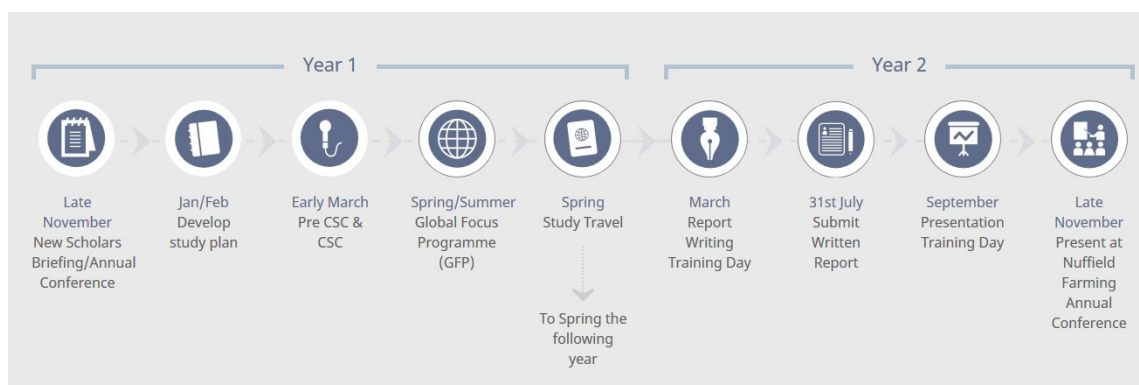 Year 1
Late
November
New Scholars
Briefing/Annual
Conference
Jan/Feb
Develop
study plan
Early March
Pre CSC &
CSC
Spring/Summer
Global Focus
Programme
(GFP)
Spring
Study Travel
To Spring the
following
year
Year 2
March
Report
Writing
Training Day
31st July
Submit
Written
Report
September
Presentation
Training Day
Late
November
Present at
Nuffield
Farming
Annual
Conference